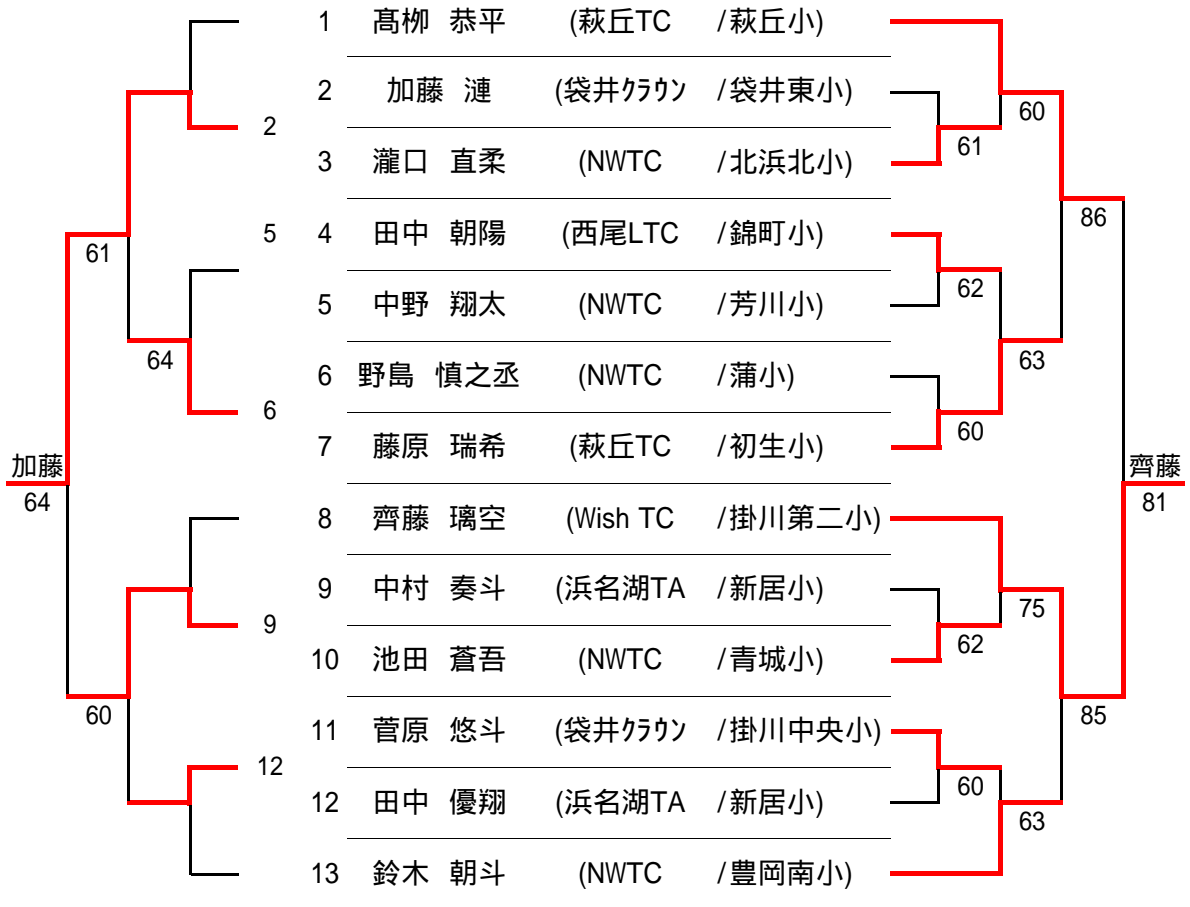 1 髙栁 恭平 (萩丘TC /萩丘小)
2 加藤 漣 (袋井ｸﾗｳﾝ /袋井東小)
60
2
61
3 瀧口 直柔 (NWTC /北浜北小)
86
5 4 田中 朝陽 (西尾LTC /錦町小)
61
62
5 中野 翔太 (NWTC /芳川小)
64
63
6 野島 慎之丞 (NWTC /蒲小)
6
60
7 藤原 瑞希 (萩丘TC /初生小)
加藤
齊藤
64
81
8 齊藤 璃空 (Wish TC /掛川第二小)
9 中村 奏斗 (浜名湖TA /新居小)
75
9
62
10 池田 蒼吾 (NWTC /青城小)
60
85
11 菅原 悠斗 (袋井ｸﾗｳﾝ /掛川中央小)
12
60
12 田中 優翔 (浜名湖TA /新居小)
63
13 鈴木 朝斗 (NWTC /豊岡南小)